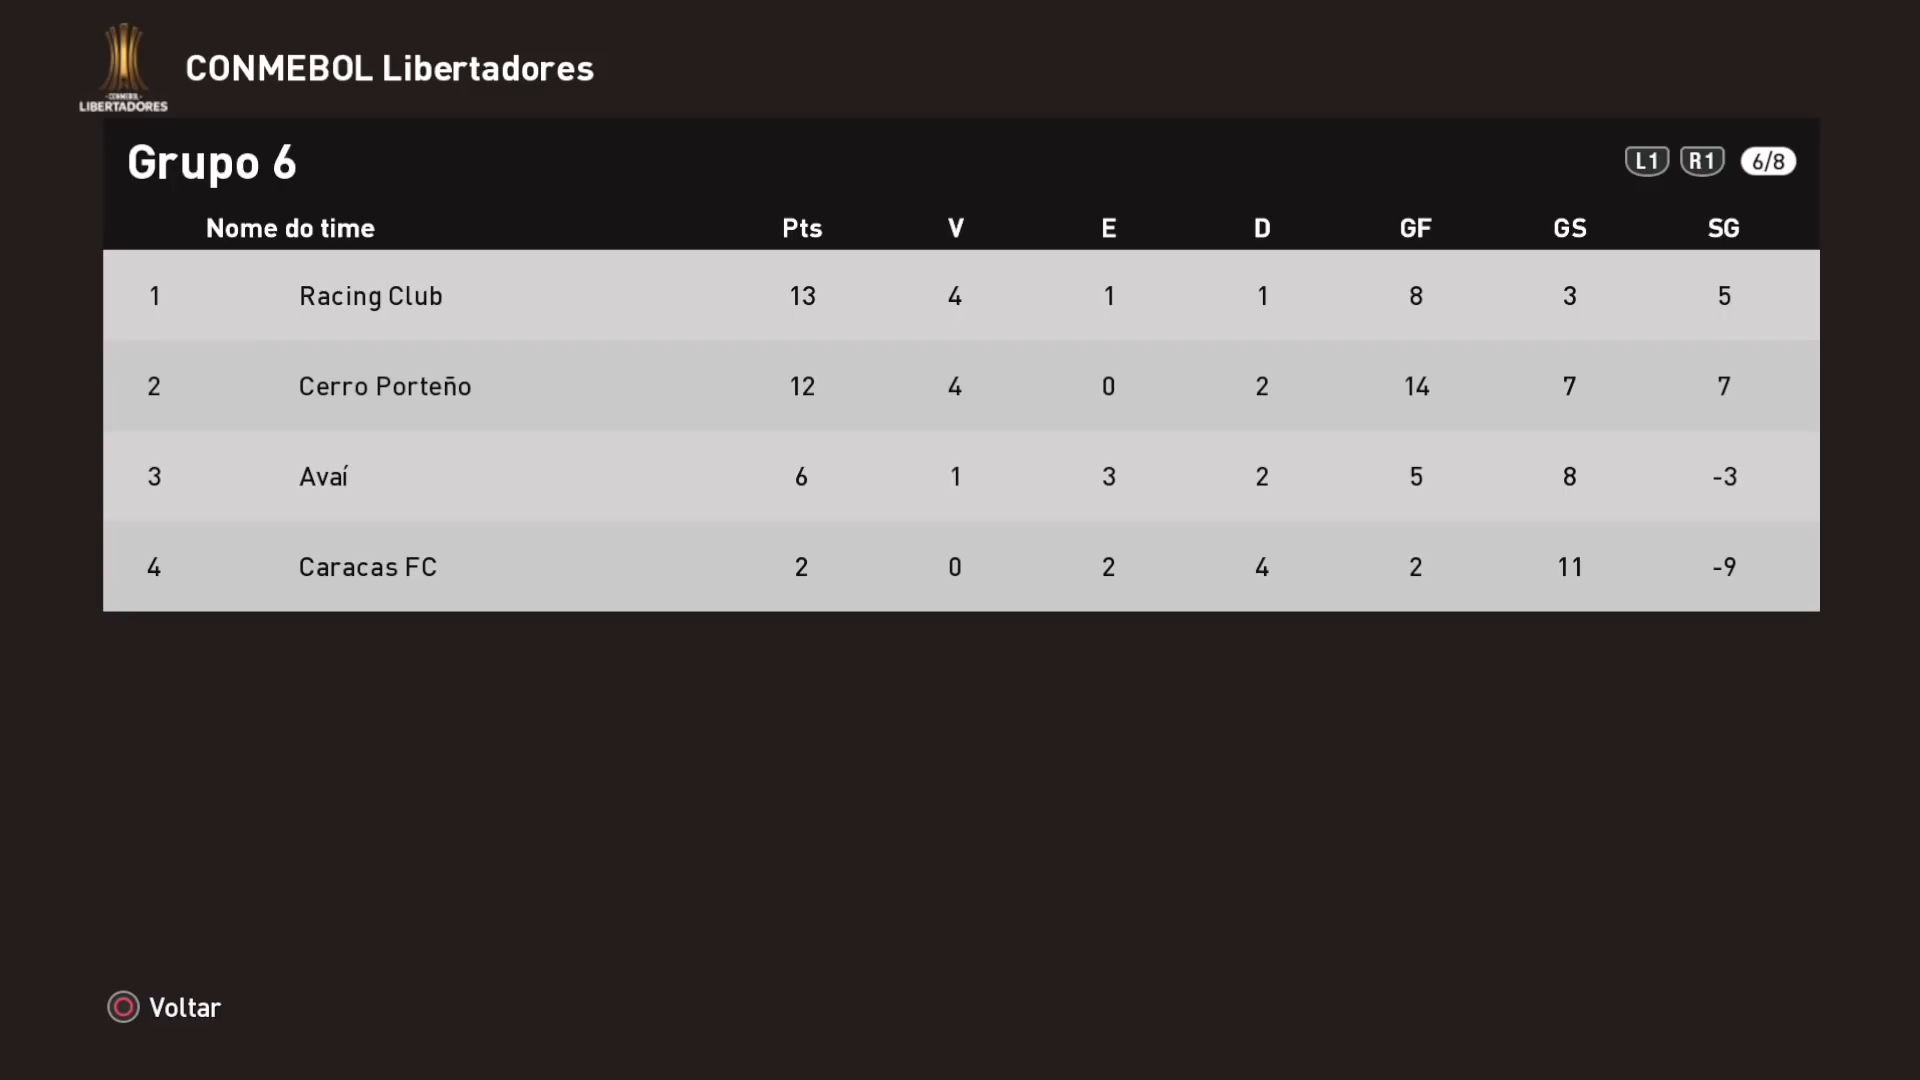 CONMEBOL
LIBERTADORES
CONMEBOL Libertadores
Grupo 6
L1 R1 6/8
Nome do time Pts V E D GF GS SG
1 Racing Club 13 4 1 1 8 3 5
2 Cerro Porteño 12 4 0 2 14 7 7
3 Avaí 6 1 3 2 5 8 -3
4 Caracas FC 2 0 2 4 2 11 -9
Voltar